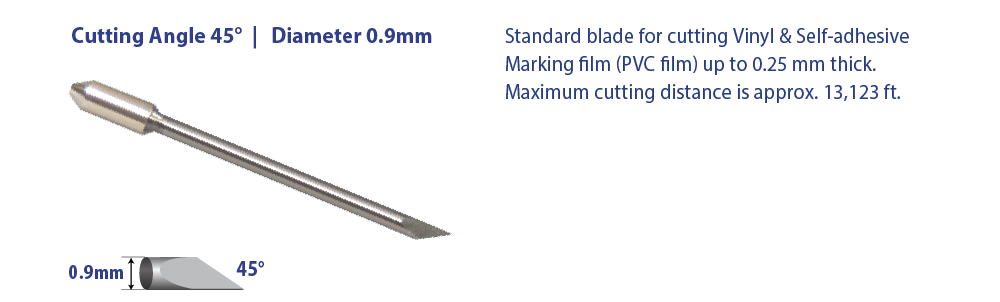 Cutting Angle 45° | Diameter 0.9mm
Standard blade for cutting Vinyl & Self-adhesive
Marking film (PVC film) up to 0.25 mm thick.
Maximum cutting distance is approx. 13,123 ft.
0.9mm
45°